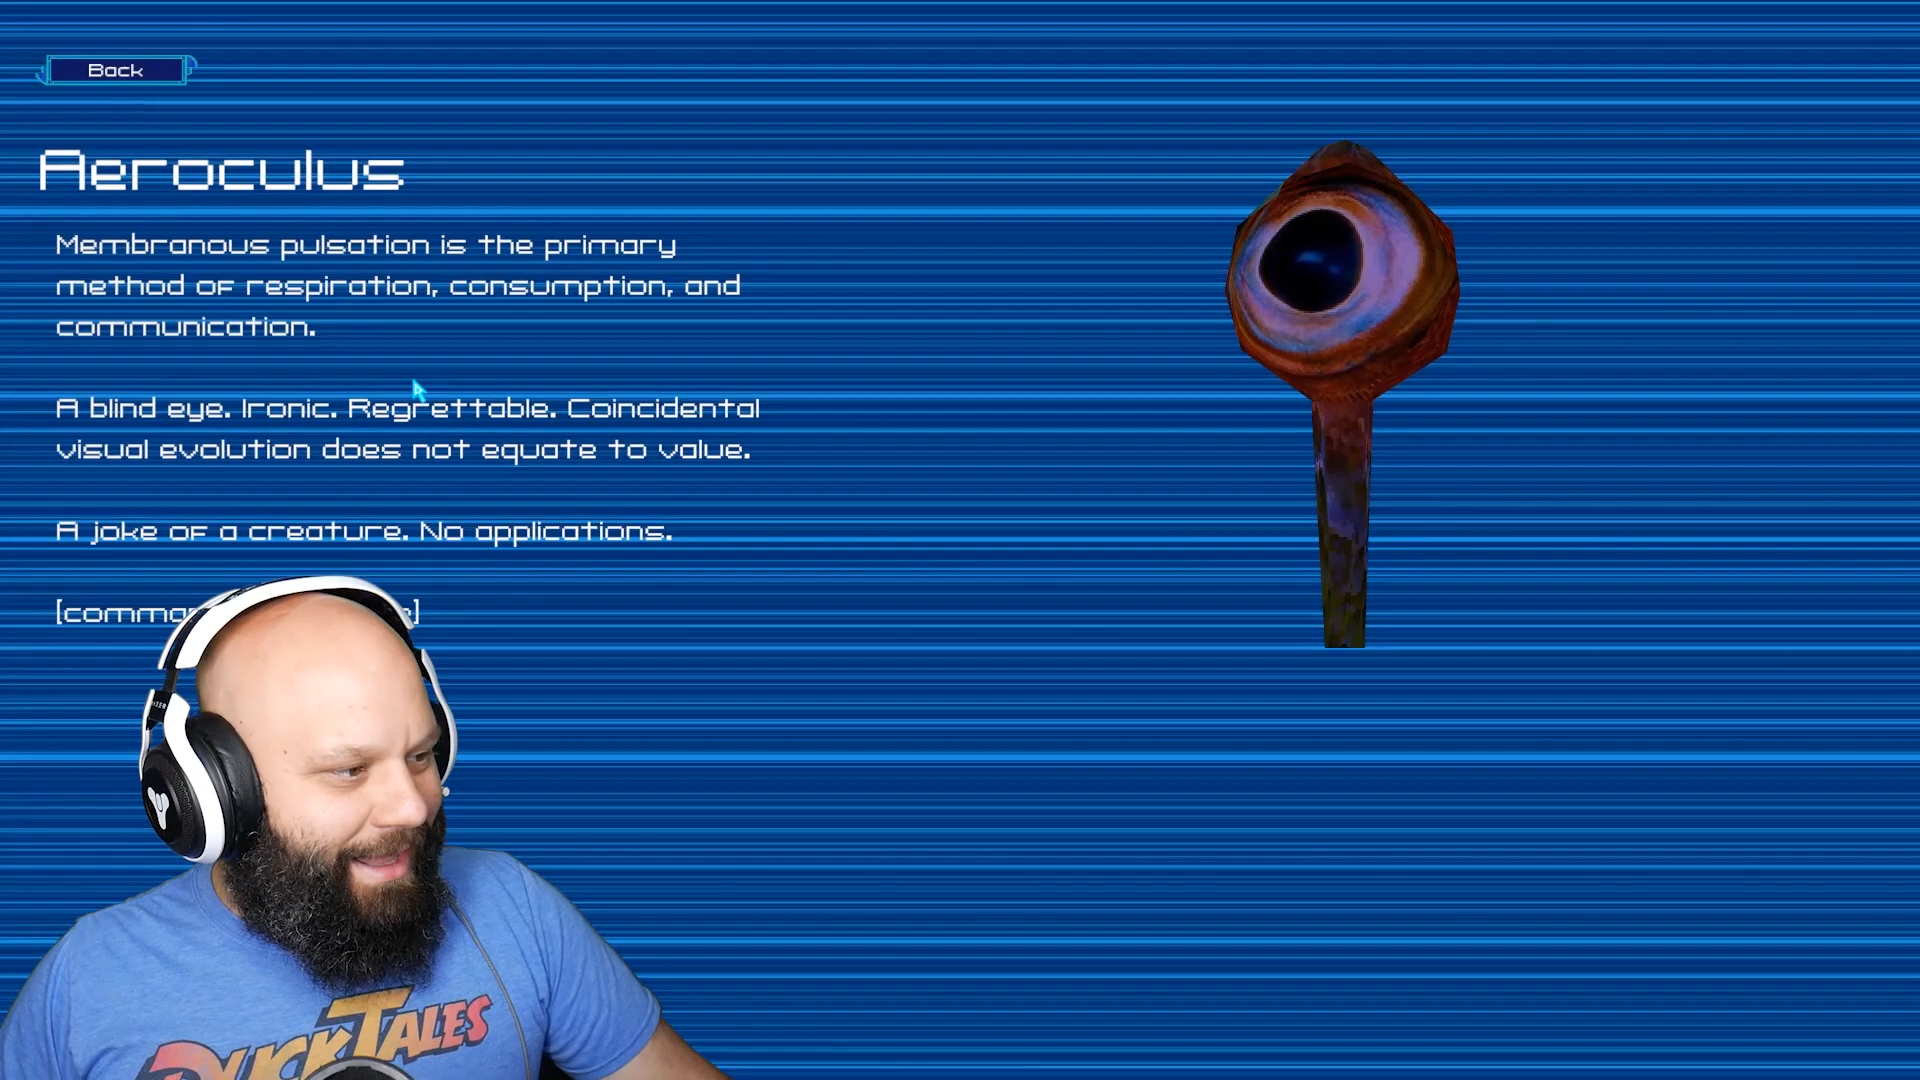 Back
Aeroculus
Membranous pulsation is the primary
method of respiration, consumption, and
communication.
A blind eye. Ironic. Regrettable. Coincidental
visual evolution does not equate to value.
A joke of a creature. No applications.
DUCKTALES